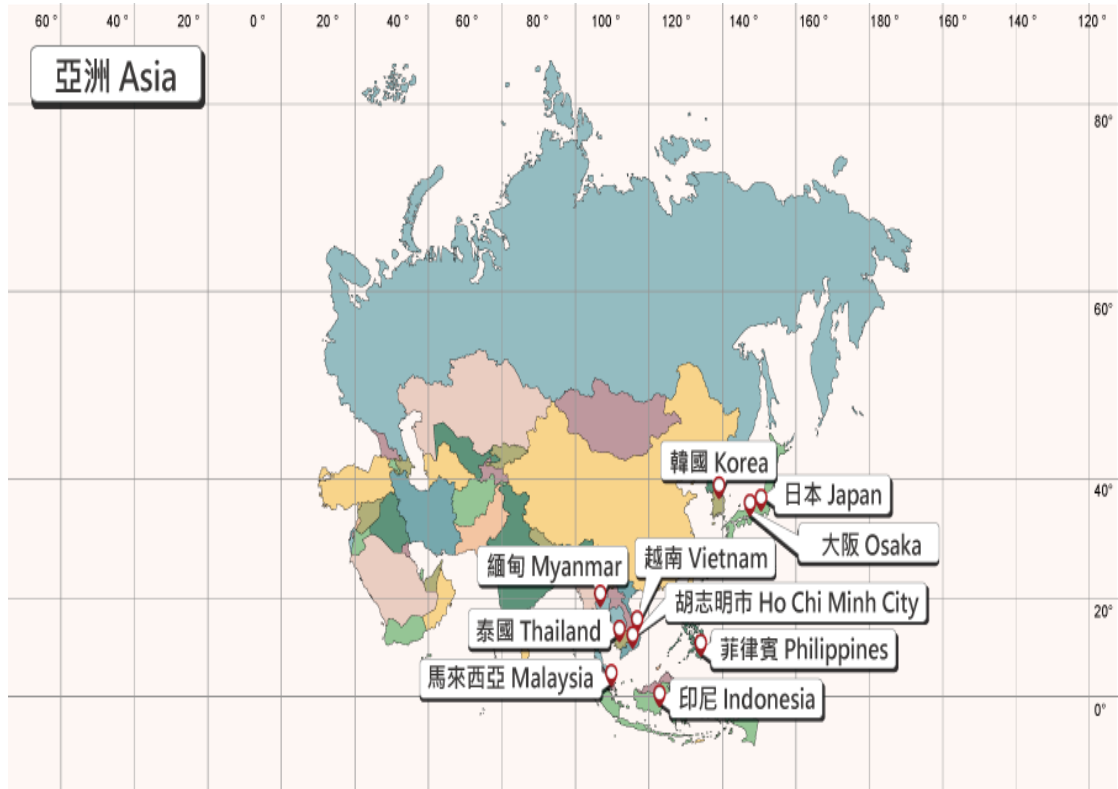 20° 40° 60° 0° 20° 40° 60° 80° 100° 120° 140° 160° 180° 160° 140° 120°
亞洲 Asia
80°
60°
韓國 Korea
40°
日本 Japan
大阪 Osaka
緬甸 Myanmar
越南 Vietnam
胡志明市 Ho Chi Minh City
20°
泰國 Thailand
菲律賓 Philippines
馬來西亞 Malaysia
印尼 Indonesia
0°